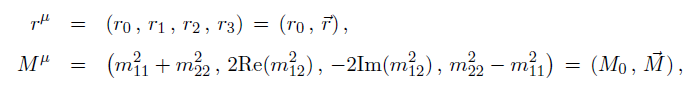 r^μ = (r_0 , r_1 , r_2 , r_3) = (r_0 , \vec{r}) ,
M^μ = (m_{11}^2 + m_{22}^2 , 2Re(m_{12}^2) , −2Im(m_{12}^2) , m_{22}^2 − m_{11}^2) = (M_0 , \vec{M}) ,